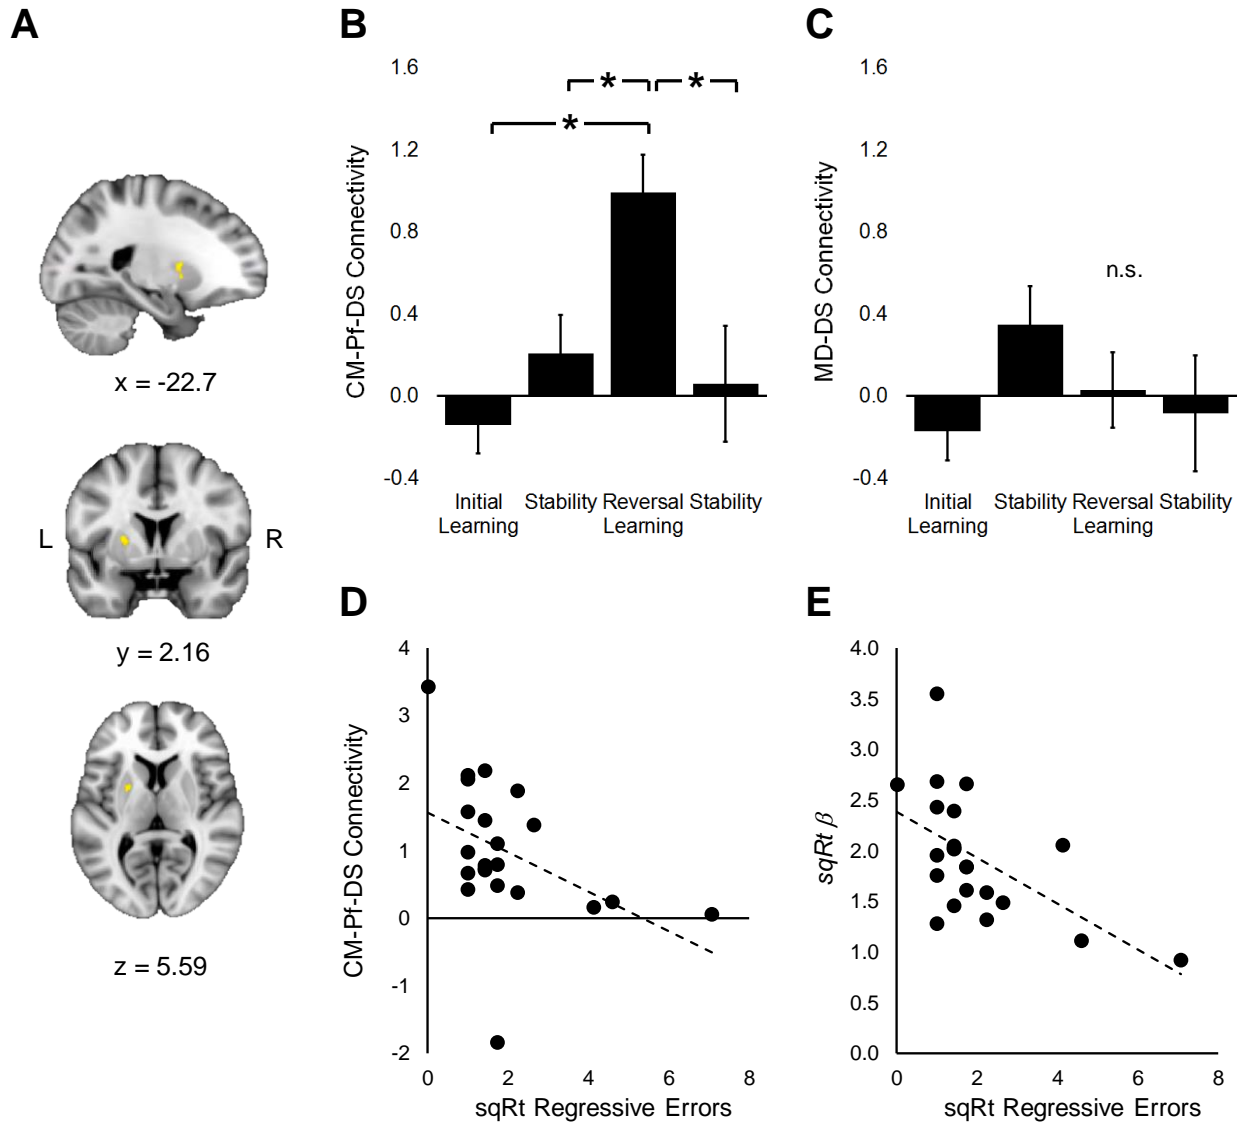 A
x = -22.7
L
R
y = 2.16
z = 5.59
B
CM-Pf-DS Connectivity
1.6
1.2
0.8
0.4
0.0
-0.4
*
*
*
Initial Learning
Stability
Reversal Learning
Stability
C
MD-DS Connectivity
1.6
1.2
0.8
0.4
0.0
-0.4
n.s.
Initial Learning
Stability
Reversal Learning
Stability
D
CM-Pf-DS Connectivity
4
3
2
1
0
-1
-2
0 2 4 6 8
sqRt Regressive Errors
E
sqRt β
4.0
3.5
3.0
2.5
2.0
1.5
1.0
0.5
0.0
0 2 4 6 8
sqRt Regressive Errors